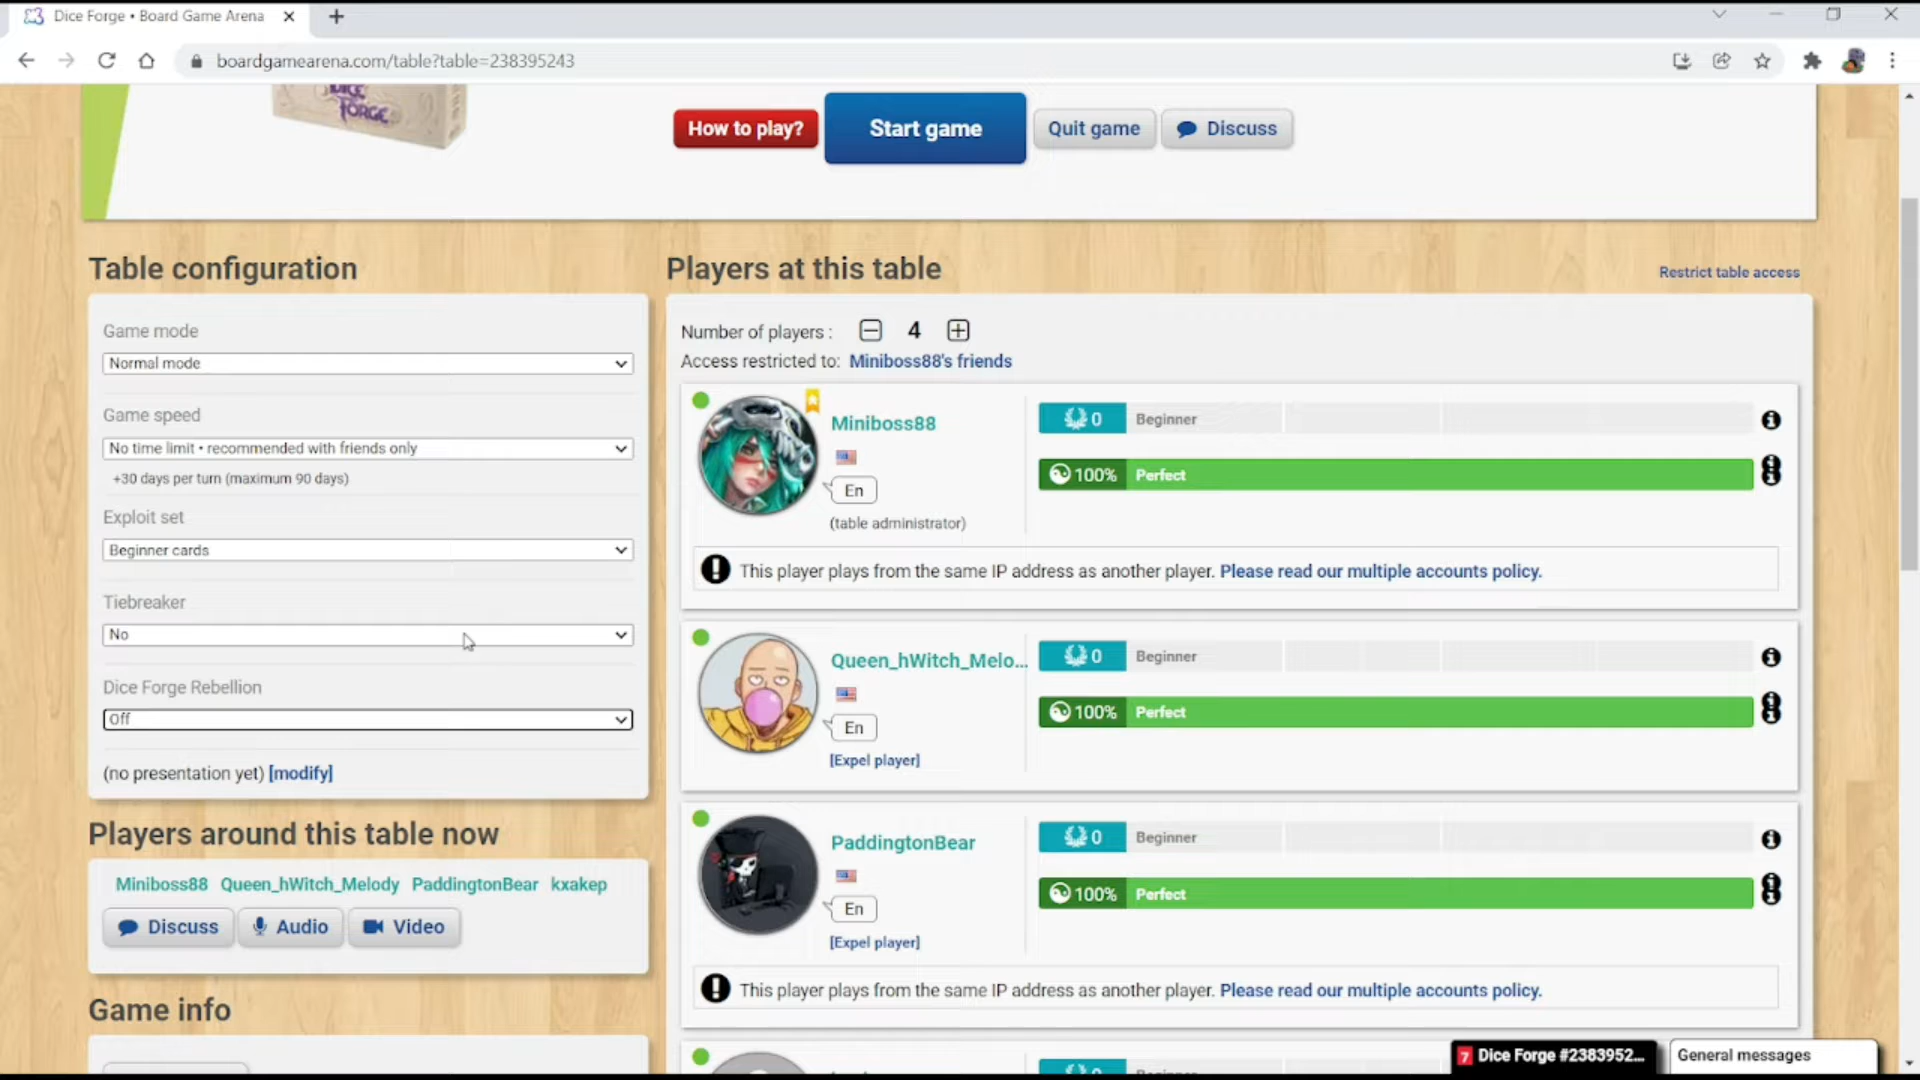 Dice Forge • Board Game Arena
boardgamearena.com/table?table=238395243
DICE
FORGE
How to play?
Start game
Quit game
Discuss
Table configuration
Game mode
Normal mode
Game speed
No time limit • recommended with friends only
+30 days per turn (maximum 90 days)
Exploit set
Beginner cards
Tiebreaker
No
Dice Forge Rebellion
Off
(no presentation yet) [modify]
Players around this table now
Miniboss88 Queen_hWitch_Melody PaddingtonBear kxakep
Discuss
Audio
Video
Game info
Players at this table
Restrict table access
Number of players : 4
Access restricted to: Miniboss88's friends
Miniboss88
En
(table administrator)
0 Beginner
100% Perfect
This player plays from the same IP address as another player. Please read our multiple accounts policy.
Queen_hWitch_Melo...
En
[Expel player]
0 Beginner
100% Perfect
PaddingtonBear
En
[Expel player]
0 Beginner
100% Perfect
This player plays from the same IP address as another player. Please read our multiple accounts policy.
0
7 Dice Forge #2383952...
General messages